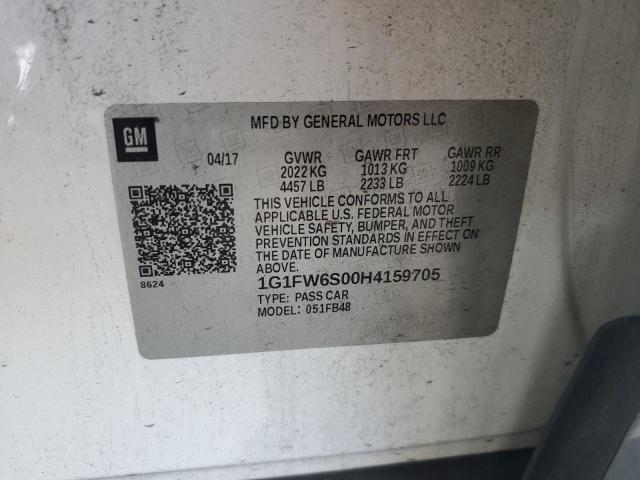 GM
MFD BY GENERAL MOTORS LLC
04/17 GVWR GAWR FRT GAWR RR
2022 KG 1013 KG 1009 KG
4457 LB 2233 LB 2224 LB
THIS VEHICLE CONFORMS TO ALL
APPLICABLE U.S. FEDERAL MOTOR
VEHICLE SAFETY, BUMPER, AND THEFT
PREVENTION STANDARDS IN EFFECT ON
THE DATE OF MANUFACTURE SHOWN
ABOVE.
8624
1G1FW6S00H4159705
TYPE: PASS CAR
MODEL: 051FB48